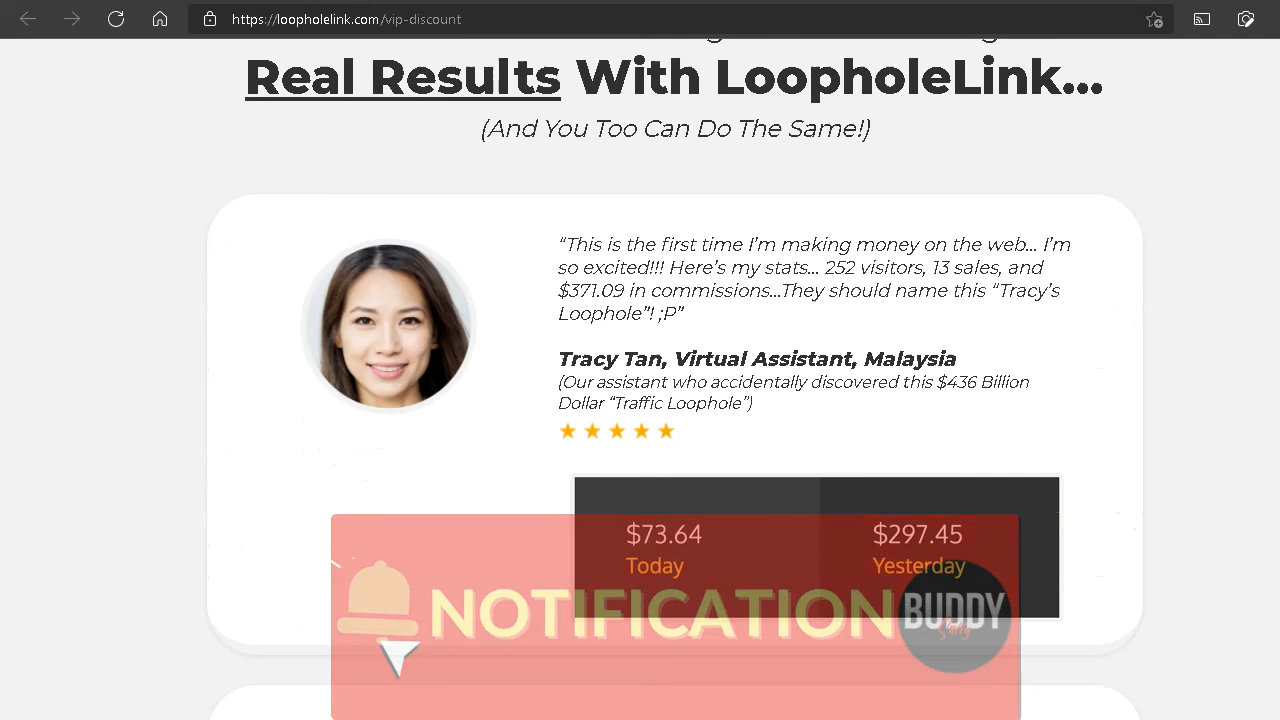 https://loopholelink.com/vip-discount
Real Results With LoopholeLink...
(And You Too Can Do The Same!)
“This is the first time I’m making money on the web... I’m
so excited!!! Here’s my stats... 252 visitors, 13 sales, and
$371.09 in commissions...They should name this “Tracy’s
Loophole”! ;P”
Tracy Tan, Virtual Assistant, Malaysia
(Our assistant who accidentally discovered this $436 Billion
Dollar “Traffic Loophole”)
$73.64
Today
$297.45
Yesterday
NOTIFICATION
BUDDY